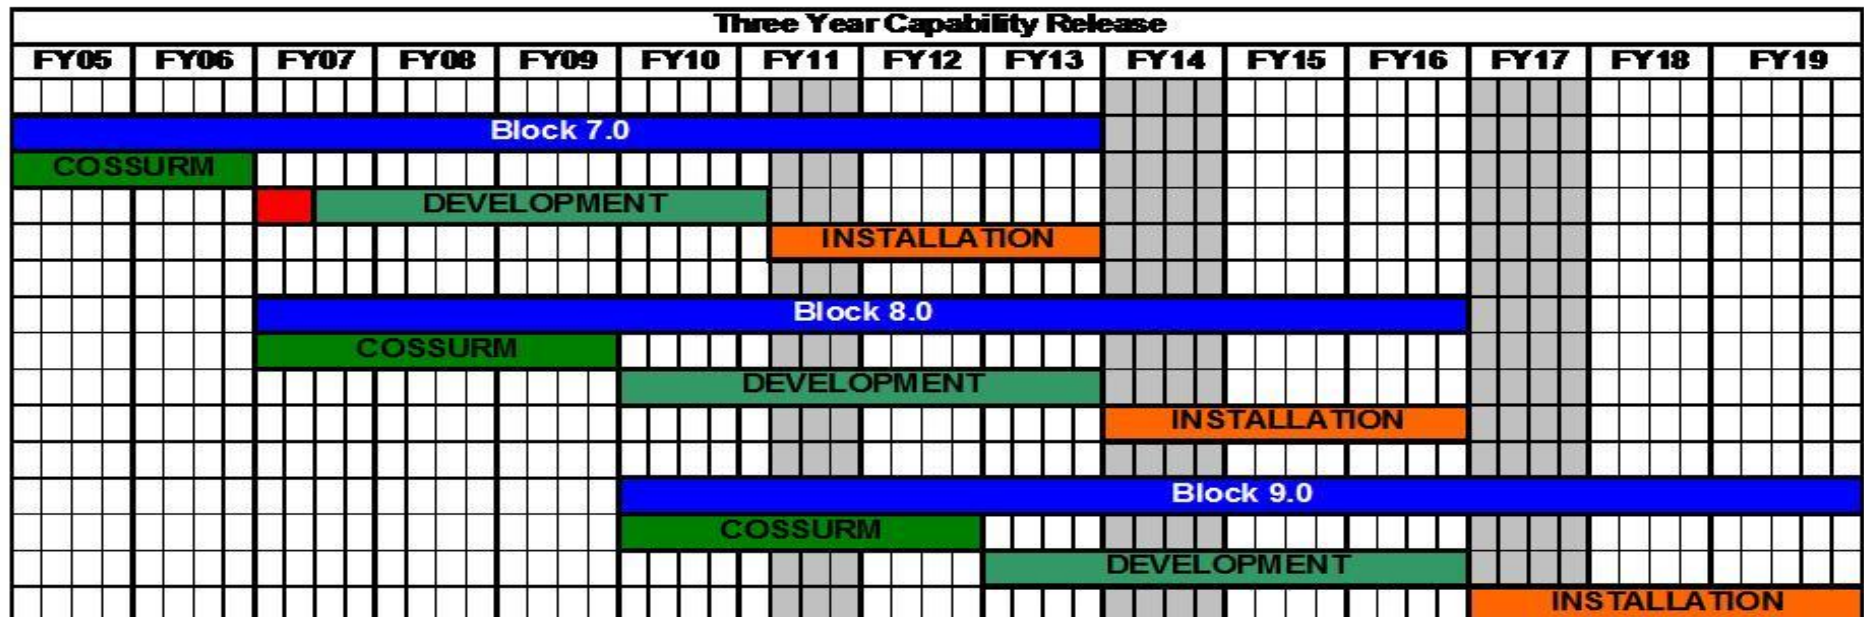 Three Year Capability Release
FY05 FY06 FY07 FY08 FY09 FY10 FY11 FY12 FY13 FY14 FY15 FY16 FY17 FY18 FY19
Block 7.0
COSSURM
DEVELOPMENT
INSTALLATION
Block 8.0
COSSURM
DEVELOPMENT
INSTALLATION
Block 9.0
COSSURM
DEVELOPMENT
INSTALLATION